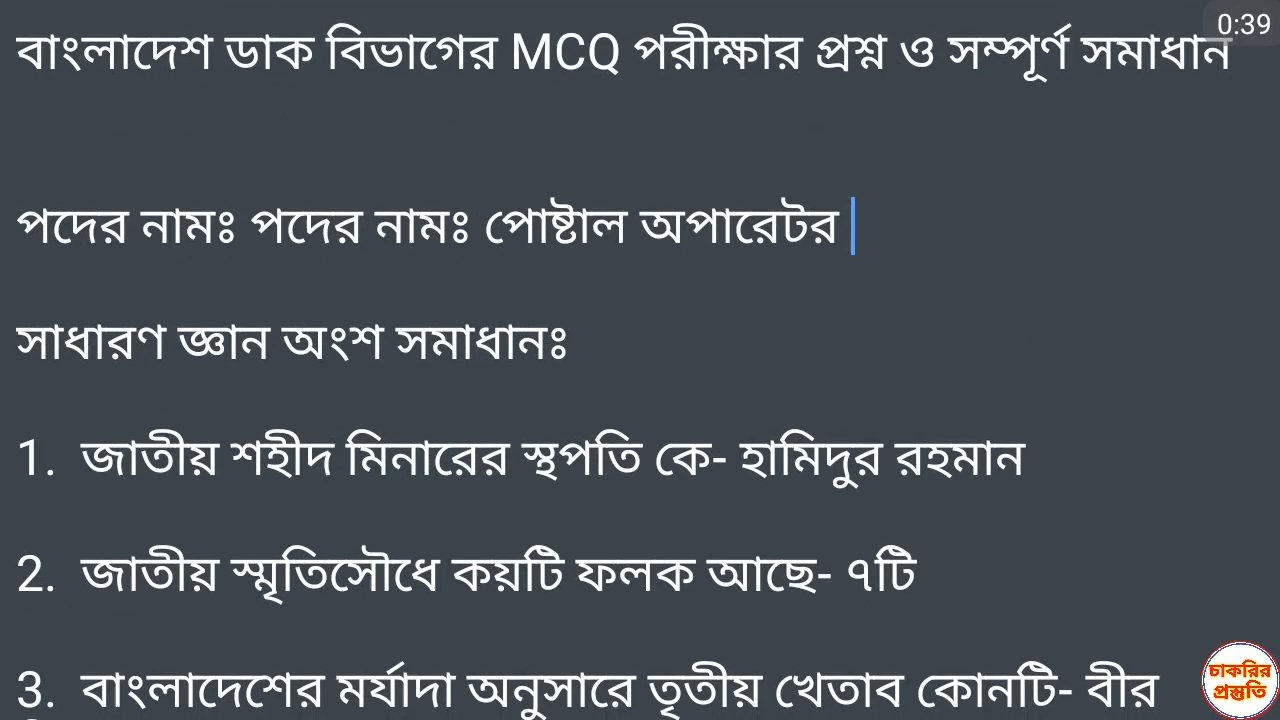 0:39
বাংলাদেশ ডাক বিভাগের MCQ পরীক্ষার প্রশ্ন ও সম্পূর্ণ সমাধান
পদের নামঃ পদের নামঃ পোষ্টাল অপারেটর
সাধারণ জ্ঞান অংশ সমাধানঃ
1. জাতীয় শহীদ মিনারের স্থপতি কে- হামিদুর রহমান
2. জাতীয় স্মৃতিসৌধে কয়টি ফলক আছে- ৭টি
3. বাংলাদেশের মর্যাদা অনুসারে তৃতীয় খেতাব কোনটি- বীর
চাকরির
প্রস্তুতি